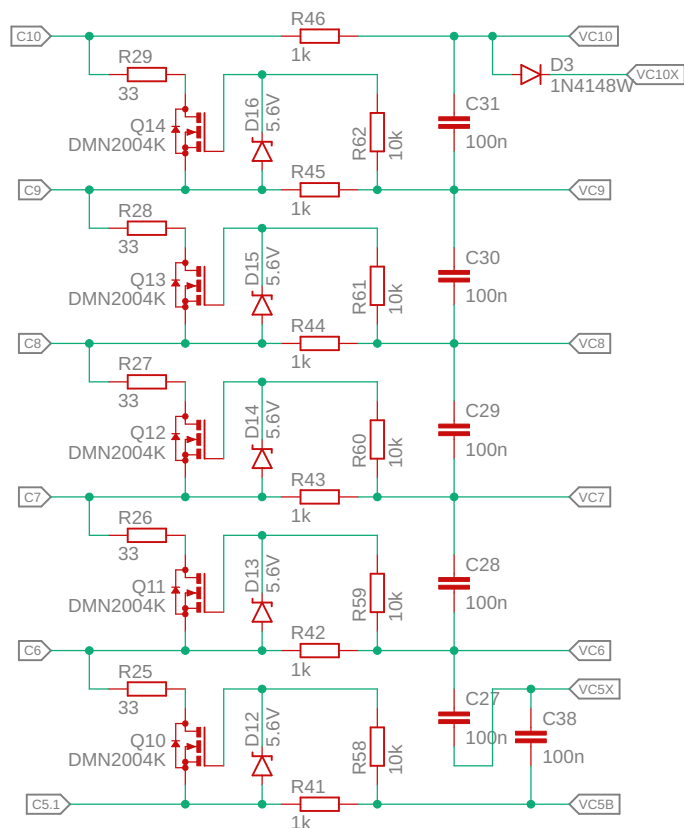 R46
C10
VC10
1k
R29
D3
VC10X
33
1N4148W
D16
5.6V
C31
Q14
DMN2004K
R62
10k
100n
R45
C9
VC9
1k
R28
33
D15
5.6V
C30
Q13
DMN2004K
R61
10k
100n
R44
C8
VC8
1k
R27
33
D14
5.6V
C29
Q12
DMN2004K
R60
10k
100n
R43
C7
VC7
1k
R26
33
D13
5.6V
C28
Q11
DMN2004K
R59
10k
100n
R42
C6
VC6
1k
R25
33
VC5X
C27
C38
D12
5.6V
Q10
DMN2004K
R58
10k
100n
100n
R41
C5.1
VC5B
1k